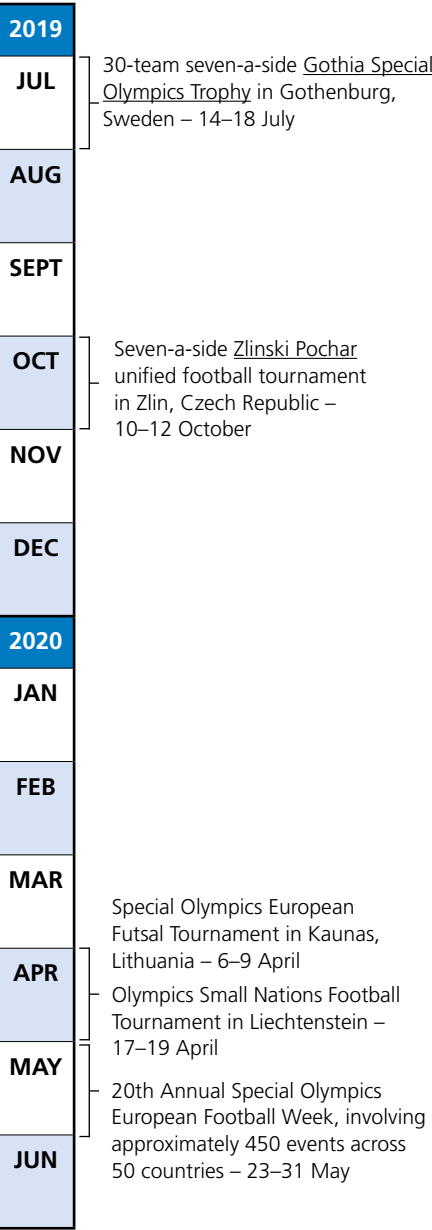 2019
JUL
30-team seven-a-side Gothia Special
Olympics Trophy in Gothenburg,
Sweden – 14–18 July
AUG
SEPT
OCT
Seven-a-side Zlinski Pochar
unified football tournament
in Zlin, Czech Republic –
10–12 October
NOV
DEC
2020
JAN
FEB
MAR
Special Olympics European
Futsal Tournament in Kaunas,
Lithuania – 6–9 April
APR
Olympics Small Nations Football
Tournament in Liechtenstein –
17–19 April
MAY
20th Annual Special Olympics
European Football Week, involving
approximately 450 events across
50 countries – 23–31 May
JUN